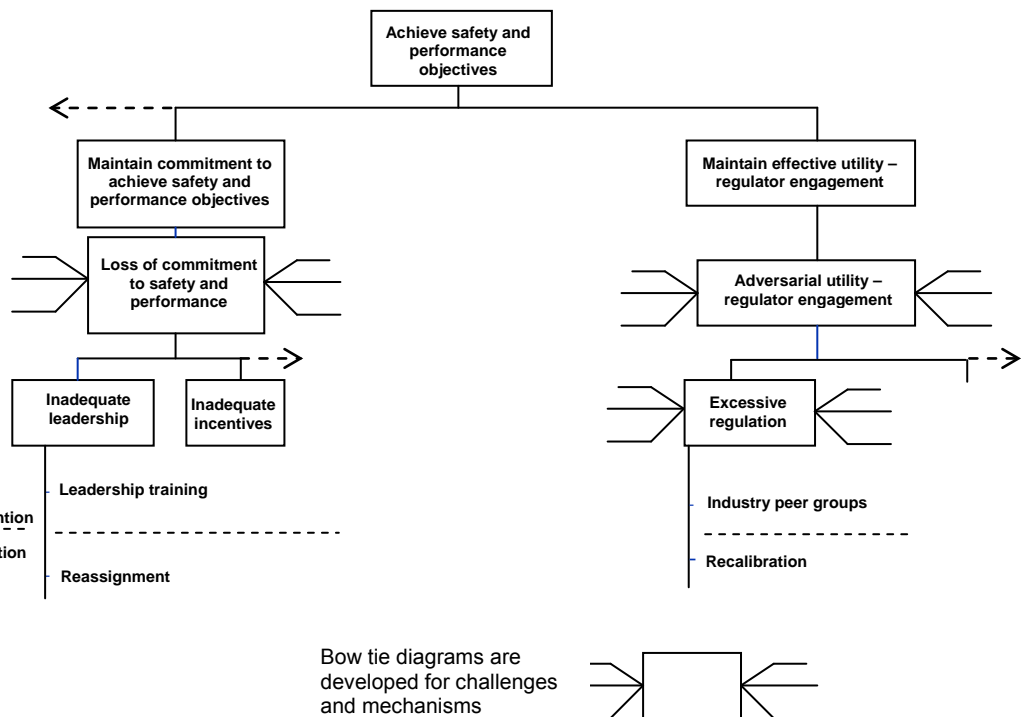 Achieve safety and
performance
objectives
Maintain commitment to
achieve safety and
performance objectives
Maintain effective utility –
regulator engagement
Loss of commitment
to safety and
performance
Adversarial utility –
regulator engagement
Inadequate
leadership
Inadequate
incentives
Excessive
regulation
Leadership training
Reassignment
Industry peer groups
Recalibration
Bow tie diagrams are
developed for challenges
and mechanisms